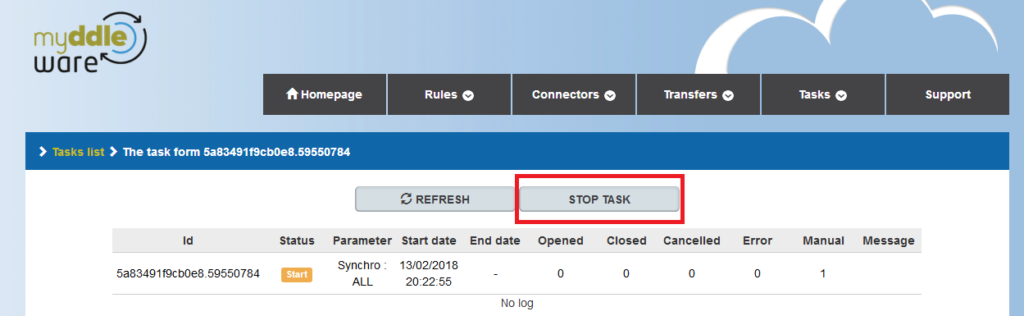 myddle
ware
Homepage Rules Connectors Transfers Tasks Support
Tasks list The task form 5a83491f9cb0e8.59550784
REFRESH STOP TASK
Id Status Parameter Start date End date Opened Closed Cancelled Error Manual Message
5a83491f9cb0e8.59550784 Start Synchro : 13/02/2018 - 0 0 0 0 1
ALL 20:22:55
No log